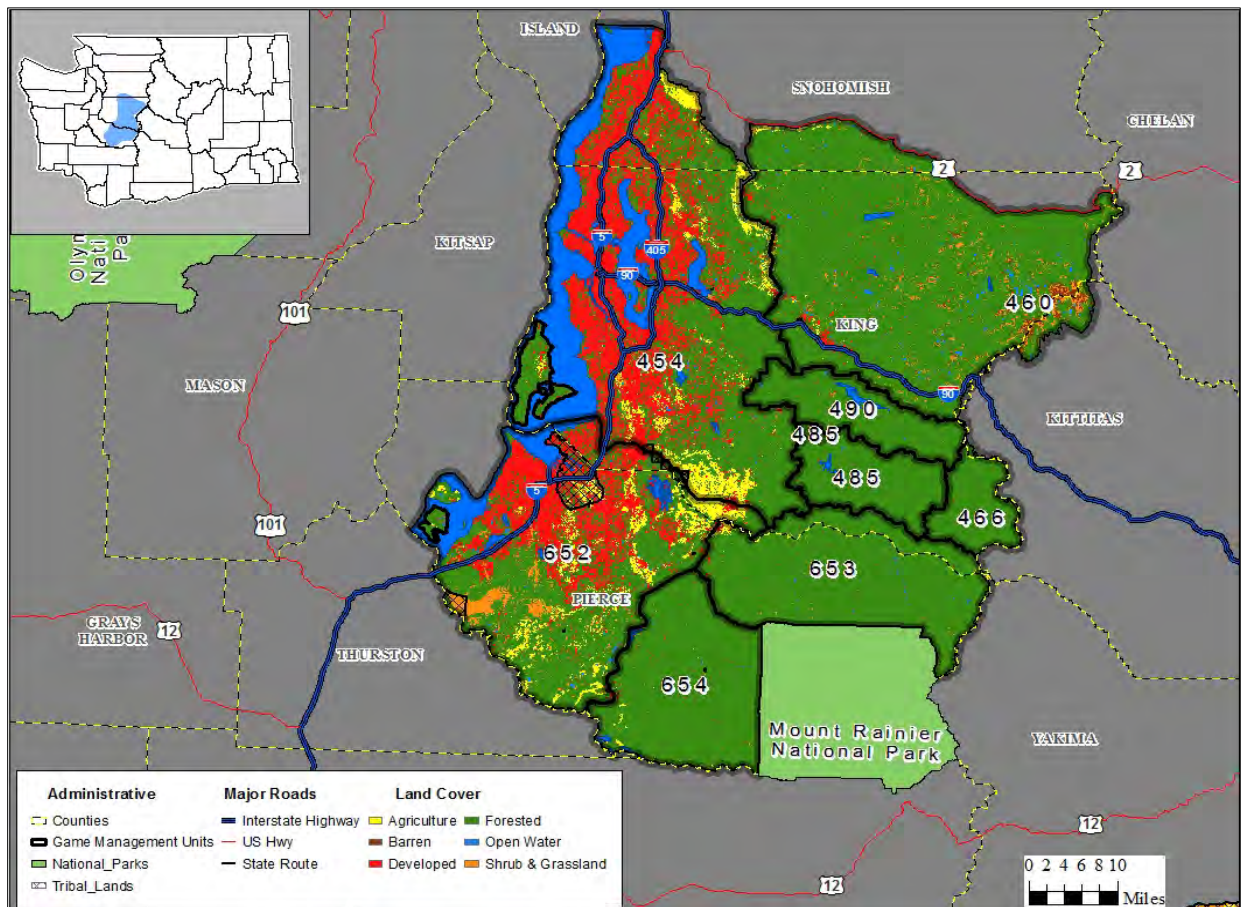 ISLAND
SNOHOMISH
CHELAN
2
2
Olym
Nati
Pa
KITSAP
5
405
90
460
KING
101
MASON
454
490
90
KITTITAS
485
485
466
101
5
652
653
PIERCE
GRAYS
HARBOR
12
THURSTON
654
Mount Rainier
National Park
YAKIMA
12
12
Administrative
Counties
Game Management Units
National_Parks
Tribal_Lands
Major Roads
Interstate Highway
US Hwy
State Route
Land Cover
Agriculture
Barren
Developed
Forested
Open Water
Shrub & Grassland
0 2 4 6 8 10
Miles